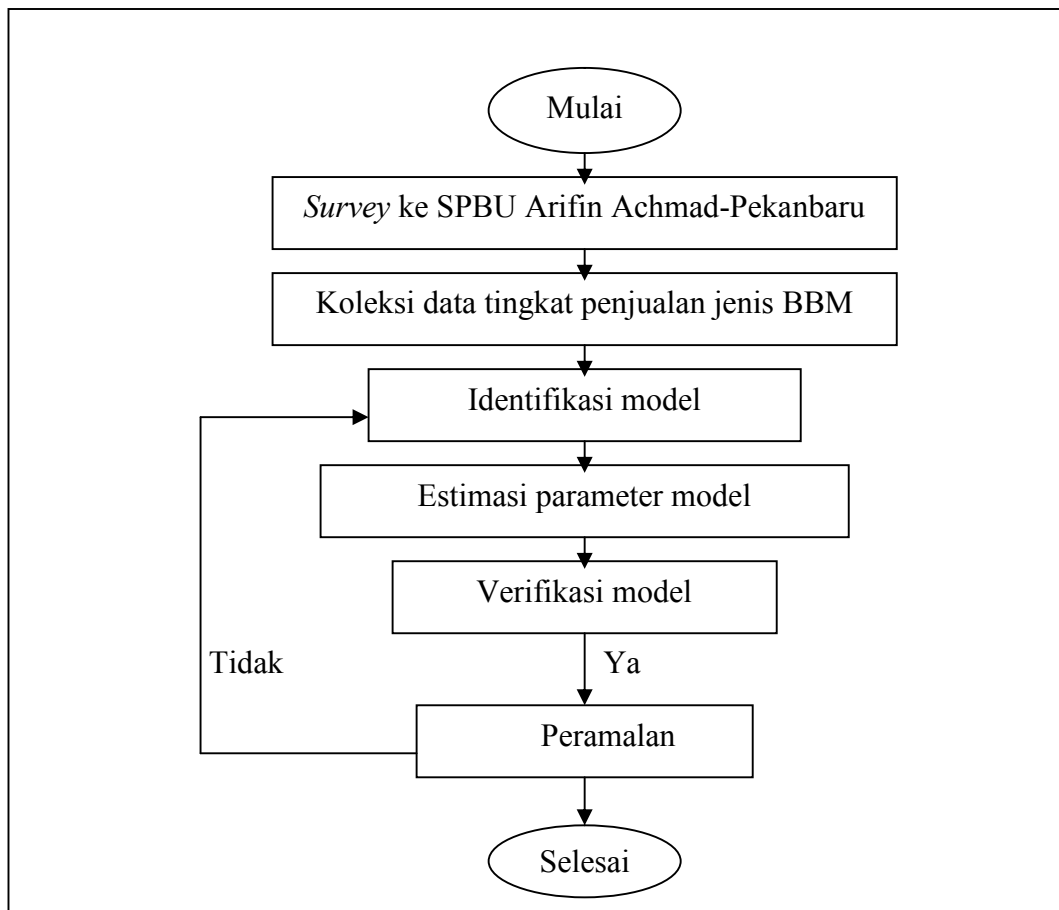 Mulai
Survey ke SPBU Arifin Achmad-Pekanbaru
Koleksi data tingkat penjualan jenis BBM
Identifikasi model
Estimasi parameter model
Verifikasi model
Tidak
Ya
Peramalan
Selesai